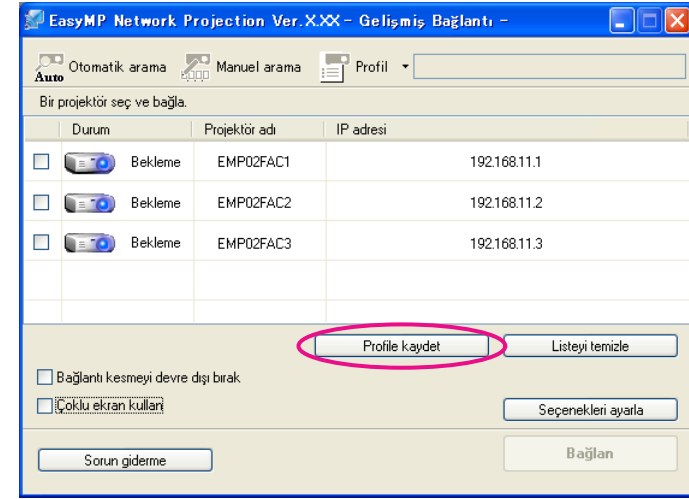 EasyMP Network Projection Ver.X.XX - Gelişmiş Bağlantı -
Auto Otomatik arama Manuel arama Profil
Bir projektör seç ve bağla.
Durum Projektör adı IP adresi
Bekleme EMP02FAC1 192.168.11.1
Bekleme EMP02FAC2 192.168.11.2
Bekleme EMP02FAC3 192.168.11.3
Profile kaydet Listeyi temizle
Bağlantı kesmeyi devre dışı bırak
Çoklu ekran kullan
Seçenekleri ayarla
Sorun giderme Bağlan